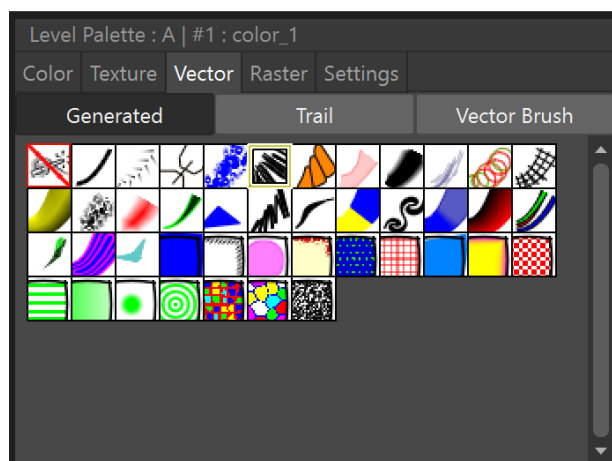 Level Palette : A | #1 : color_1
Color Texture Vector Raster Settings
Generated Trail Vector Brush